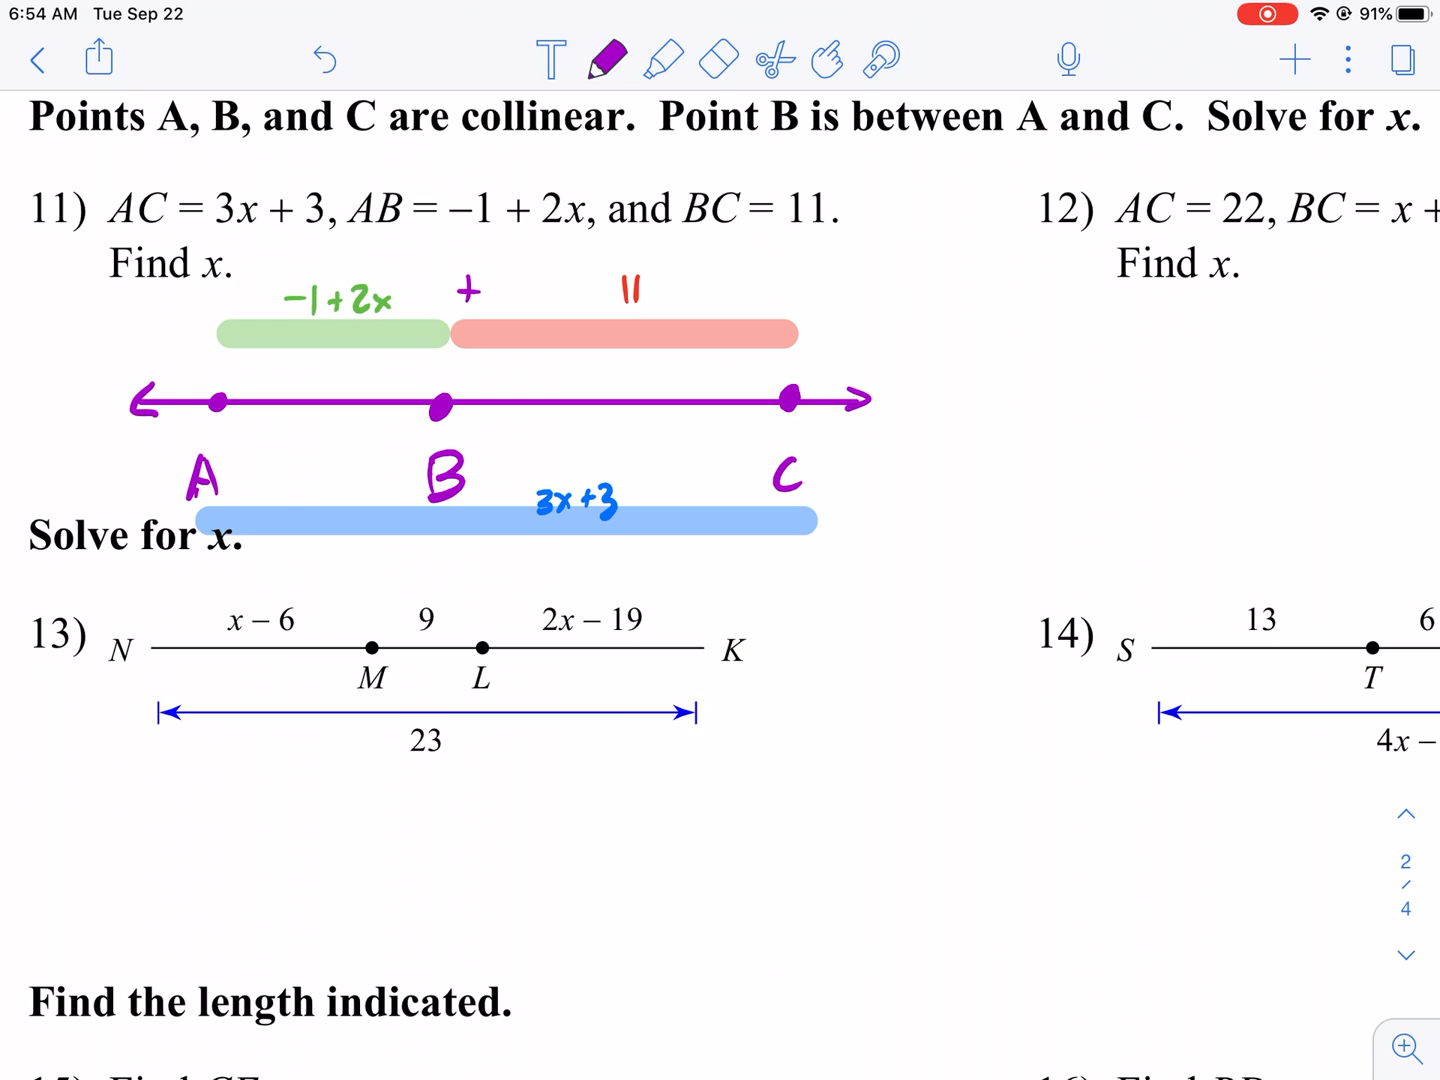 6:54 AM Tue Sep 22
91%
Points A, B, and C are collinear. Point B is between A and C. Solve for x.
11) AC = 3x + 3, AB = −1 + 2x, and BC = 11.
Find x.
12) AC = 22, BC = x +
Find x.
-1+2x + 11
A B C
3x+3
Solve for x.
13) N x − 6 9 2x − 19 K
M L
23
14) S 13 6
T
4x −
2
/
4
Find the length indicated.